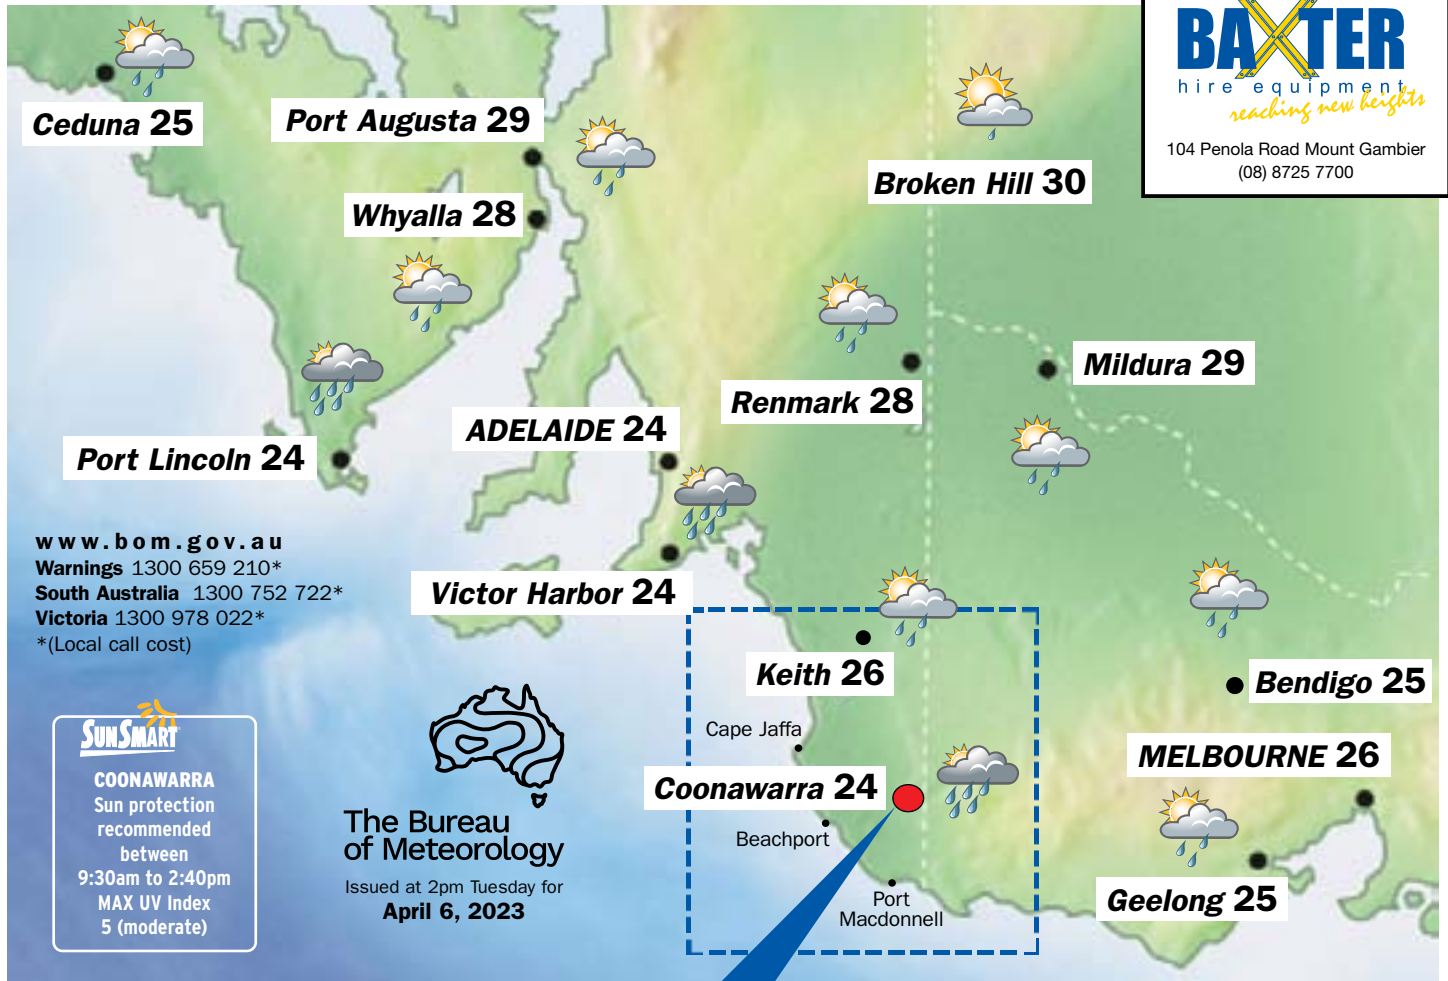 BAXTER
hire equipment
reaching new heights
104 Penola Road Mount Gambier
(08) 8725 7700
Ceduna 25
Port Augusta 29
Whyalla 28
Broken Hill 30
Renmark 28
Mildura 29
ADELAIDE 24
Port Lincoln 24
Victor Harbor 24
www.bom.gov.au
Warnings 1300 659 210*
South Australia 1300 752 722*
Victoria 1300 978 022*
*(Local call cost)
Keith 26
Bendigo 25
Cape Jaffa
MELBOURNE 26
Coonawarra 24
Beachport
Port
Macdonnell
Geelong 25
SUNSMART
COONAWARRA
Sun protection
recommended
between
9:30am to 2:40pm
MAX UV Index
5 (moderate)
The Bureau
of Meteorology
Issued at 2pm Tuesday for
April 6, 2023